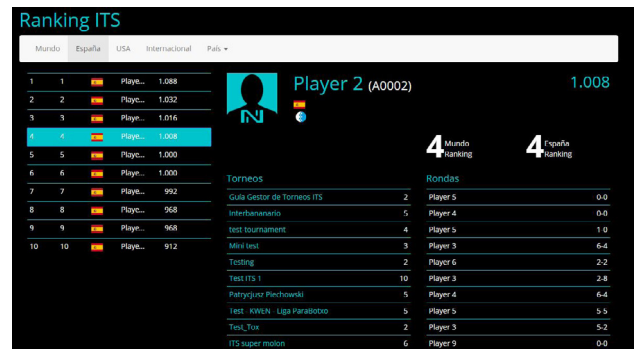 Ranking ITS
Mundo España USA Internacional País
1 1 Playe... 1.088
2 2 Playe... 1.032
3 3 Playe... 1.016
4 4 Playe... 1.008
5 5 Playe... 1.000
6 6 Playe... 1.000
7 7 Playe... 992
8 8 Playe... 968
9 9 Playe... 968
10 10 Playe... 912
Player 2 (A0002) 1.008
4 Mundo Ranking
4 España Ranking
Torneos
Guía Gestor de Torneos ITS 2
Interbananario 5
test tournament 4
Mini test 3
Testing 2
Test ITS 1 10
Patrycjusr Piechowski 5
Test - KWEN - Liga ParaBotxo 5
Test_Tox 2
ITS super molon 6
Rondas
Player 5 0-0
Player 4 0-0
Player 5 1-0
Player 3 6-4
Player 6 2-2
Player 3 2-8
Player 4 6-4
Player 5 5-5
Player 3 5-2
Player 9 0-0